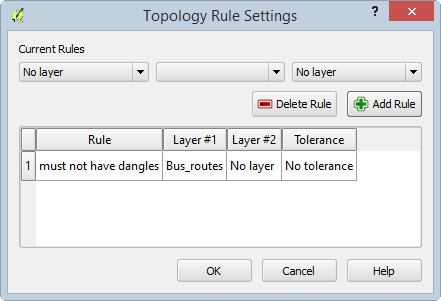 Topology Rule Settings
?
Current Rules
No layer
No layer
Delete Rule
Add Rule
Rule Layer #1 Layer #2 Tolerance
1 must not have dangles Bus_routes No layer No tolerance
OK Cancel Help